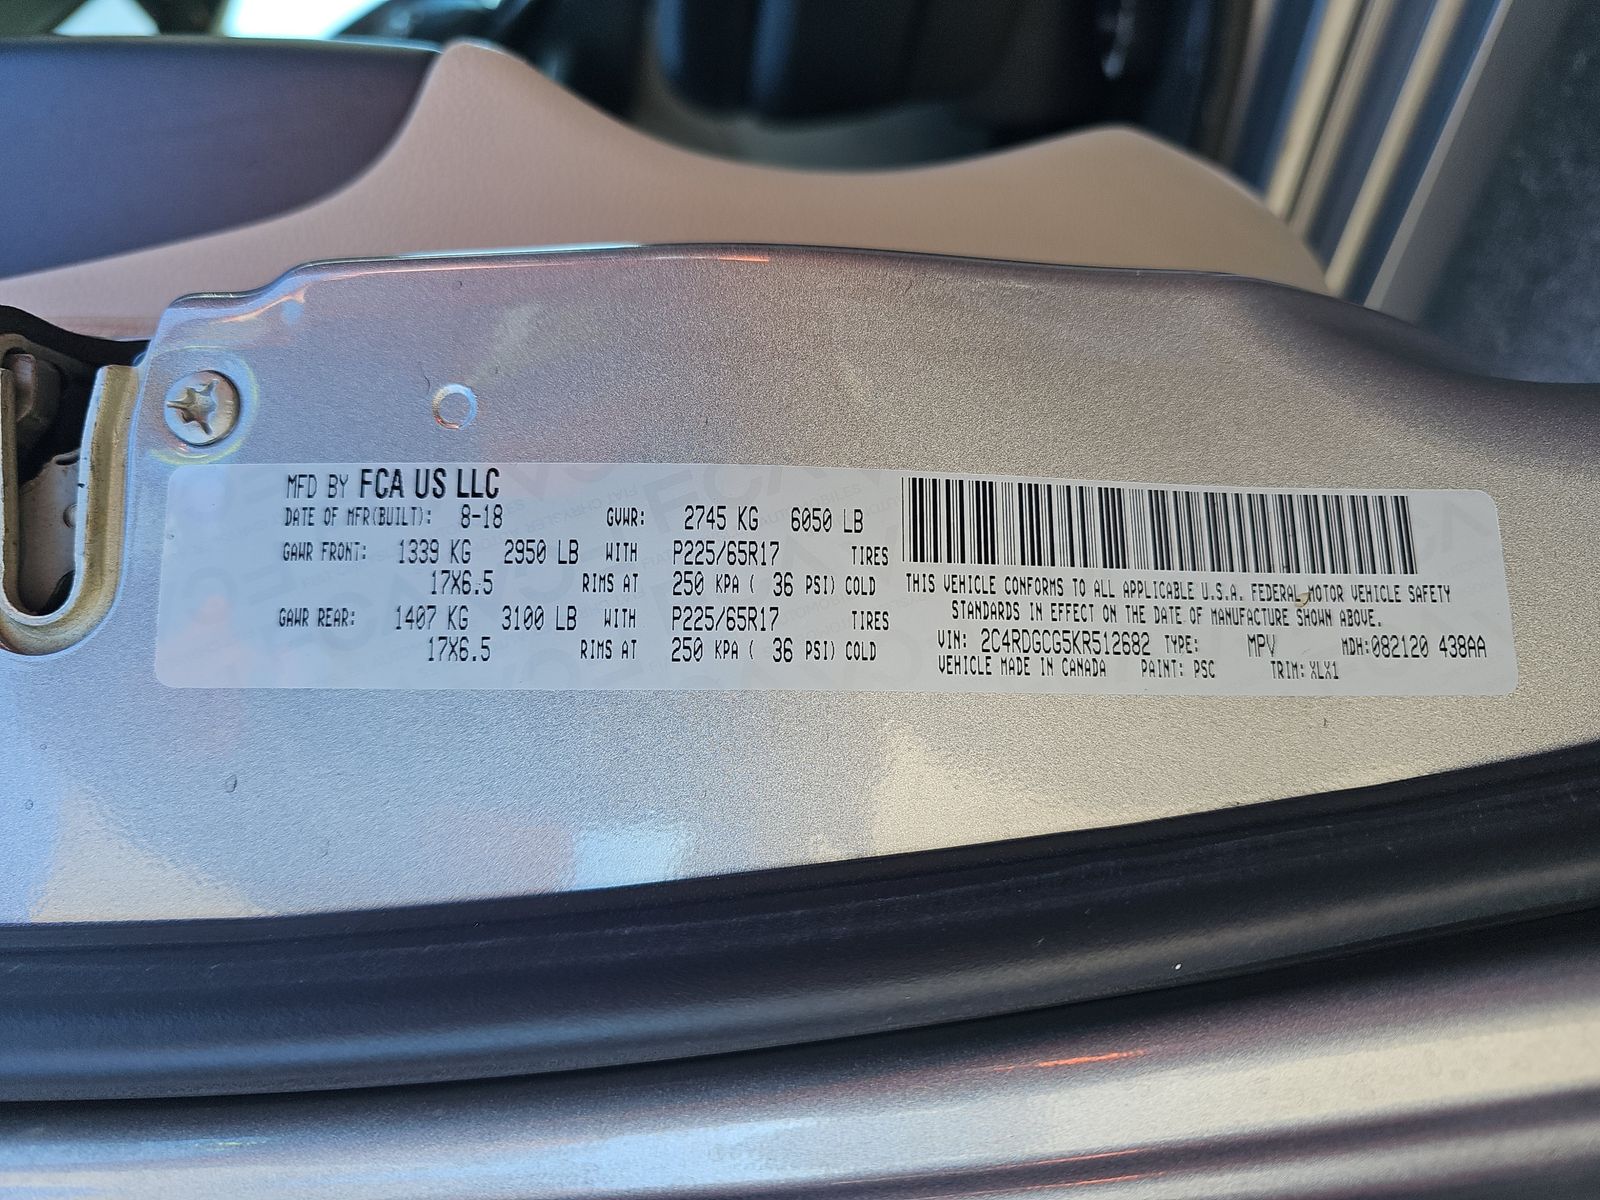 MFD BY FCA US LLC
DATE OF MFR(BUILT): 8-18 GVWR: 2745 KG 6050 LB
GAWR FRONT: 1339 KG 2950 LB WITH P225/65R17 TIRES
17X6.5 RIMS AT 250 KPA ( 36 PSI) COLD
GAWR REAR: 1407 KG 3100 LB WITH P225/65R17 TIRES
17X6.5 RIMS AT 250 KPA ( 36 PSI) COLD
THIS VEHICLE CONFORMS TO ALL APPLICABLE U.S.A. FEDERAL MOTOR VEHICLE SAFETY
STANDARDS IN EFFECT ON THE DATE OF MANUFACTURE SHOWN ABOVE.
VIN: 2C4RDGCG5KR512682 TYPE: MPV MDH:082120 438AA
VEHICLE MADE IN CANADA PAINT: PSC TRIM: XLX1